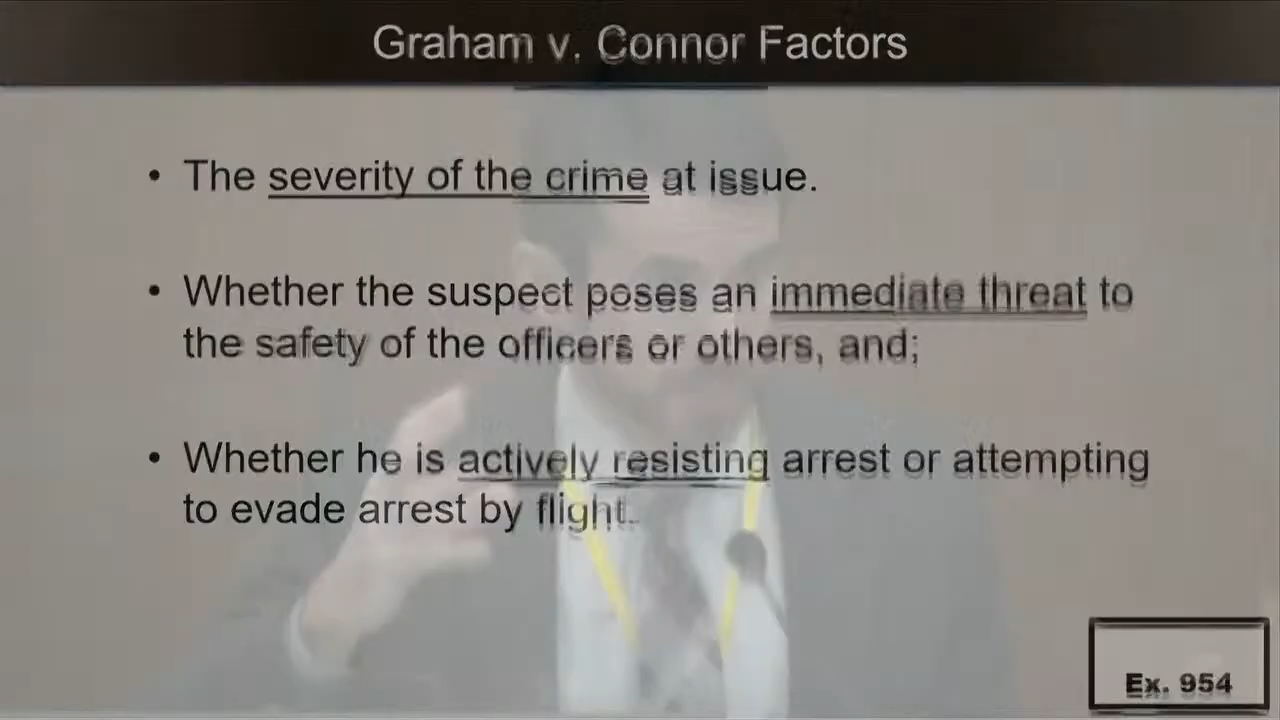 Graham v. Connor Factors
• The severity of the crime at issue.
• Whether the suspect poses an immediate threat to
the safety of the officers or others, and;
• Whether he is actively resisting arrest or attempting
to evade arrest by flight.
Ex. 954